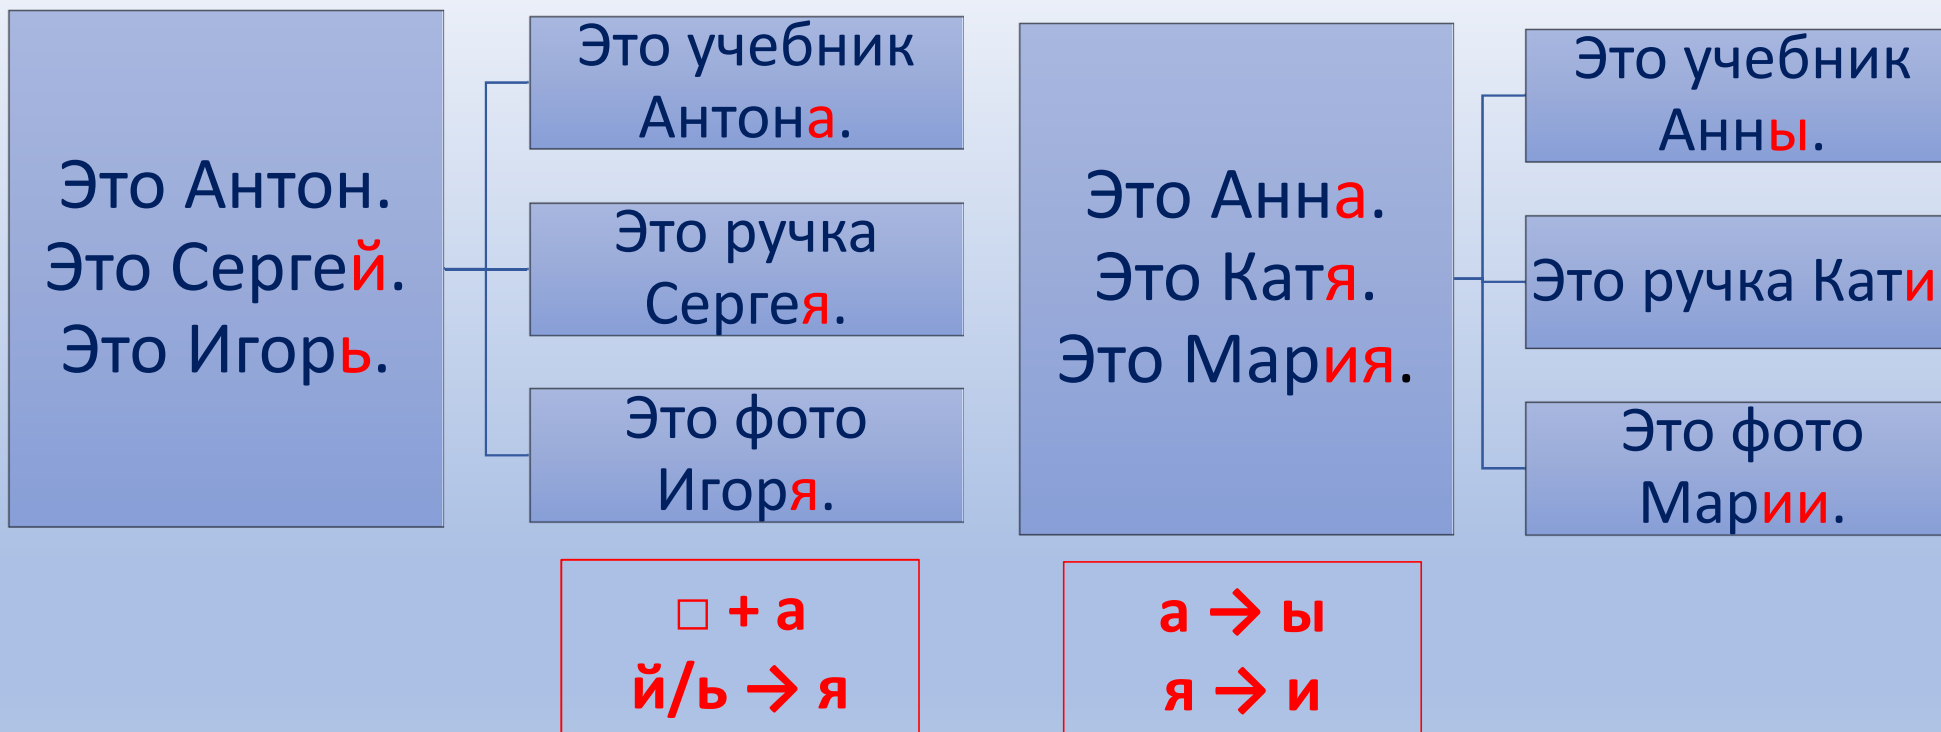 Это Антон.
Это Сергей.
Это Игорь.
Это учебник
Антона.
Это ручка
Сергея.
Это фото
Игоря.
□ + а
й/ь → я
Это Анна.
Это Катя.
Это Мария.
Это учебник
Анны.
Это ручка Кати
Это фото
Марии.
а → ы
я → и